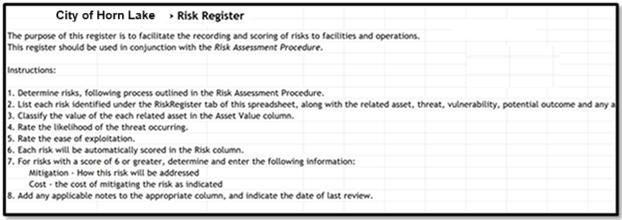 City of Horn Lake > Risk Register
The purpose of this register is to facilitate the recording and scoring of risks to facilities and operations.
This register should be used in conjunction with the Risk Assessment Procedure.
Instructions:
1. Determine risks, following process outlined in the Risk Assessment Procedure.
2. List each risk identified under the RiskRegister tab of this spreadsheet, along with the related asset, threat, vulnerability, potential outcome and any a
3. Classify the value of the each related asset in the Asset Value column.
4. Rate the likelihood of the threat occurring.
5. Rate the ease of exploitation.
6. Each risk will be automatically scored in the Risk column.
7. For risks with a score of 6 or greater, determine and enter the following information:
Mitigation - How this risk will be addressed
Cost - the cost of mitigating the risk as indicated
8. Add any applicable notes to the appropriate column, and indicate the date of last review.